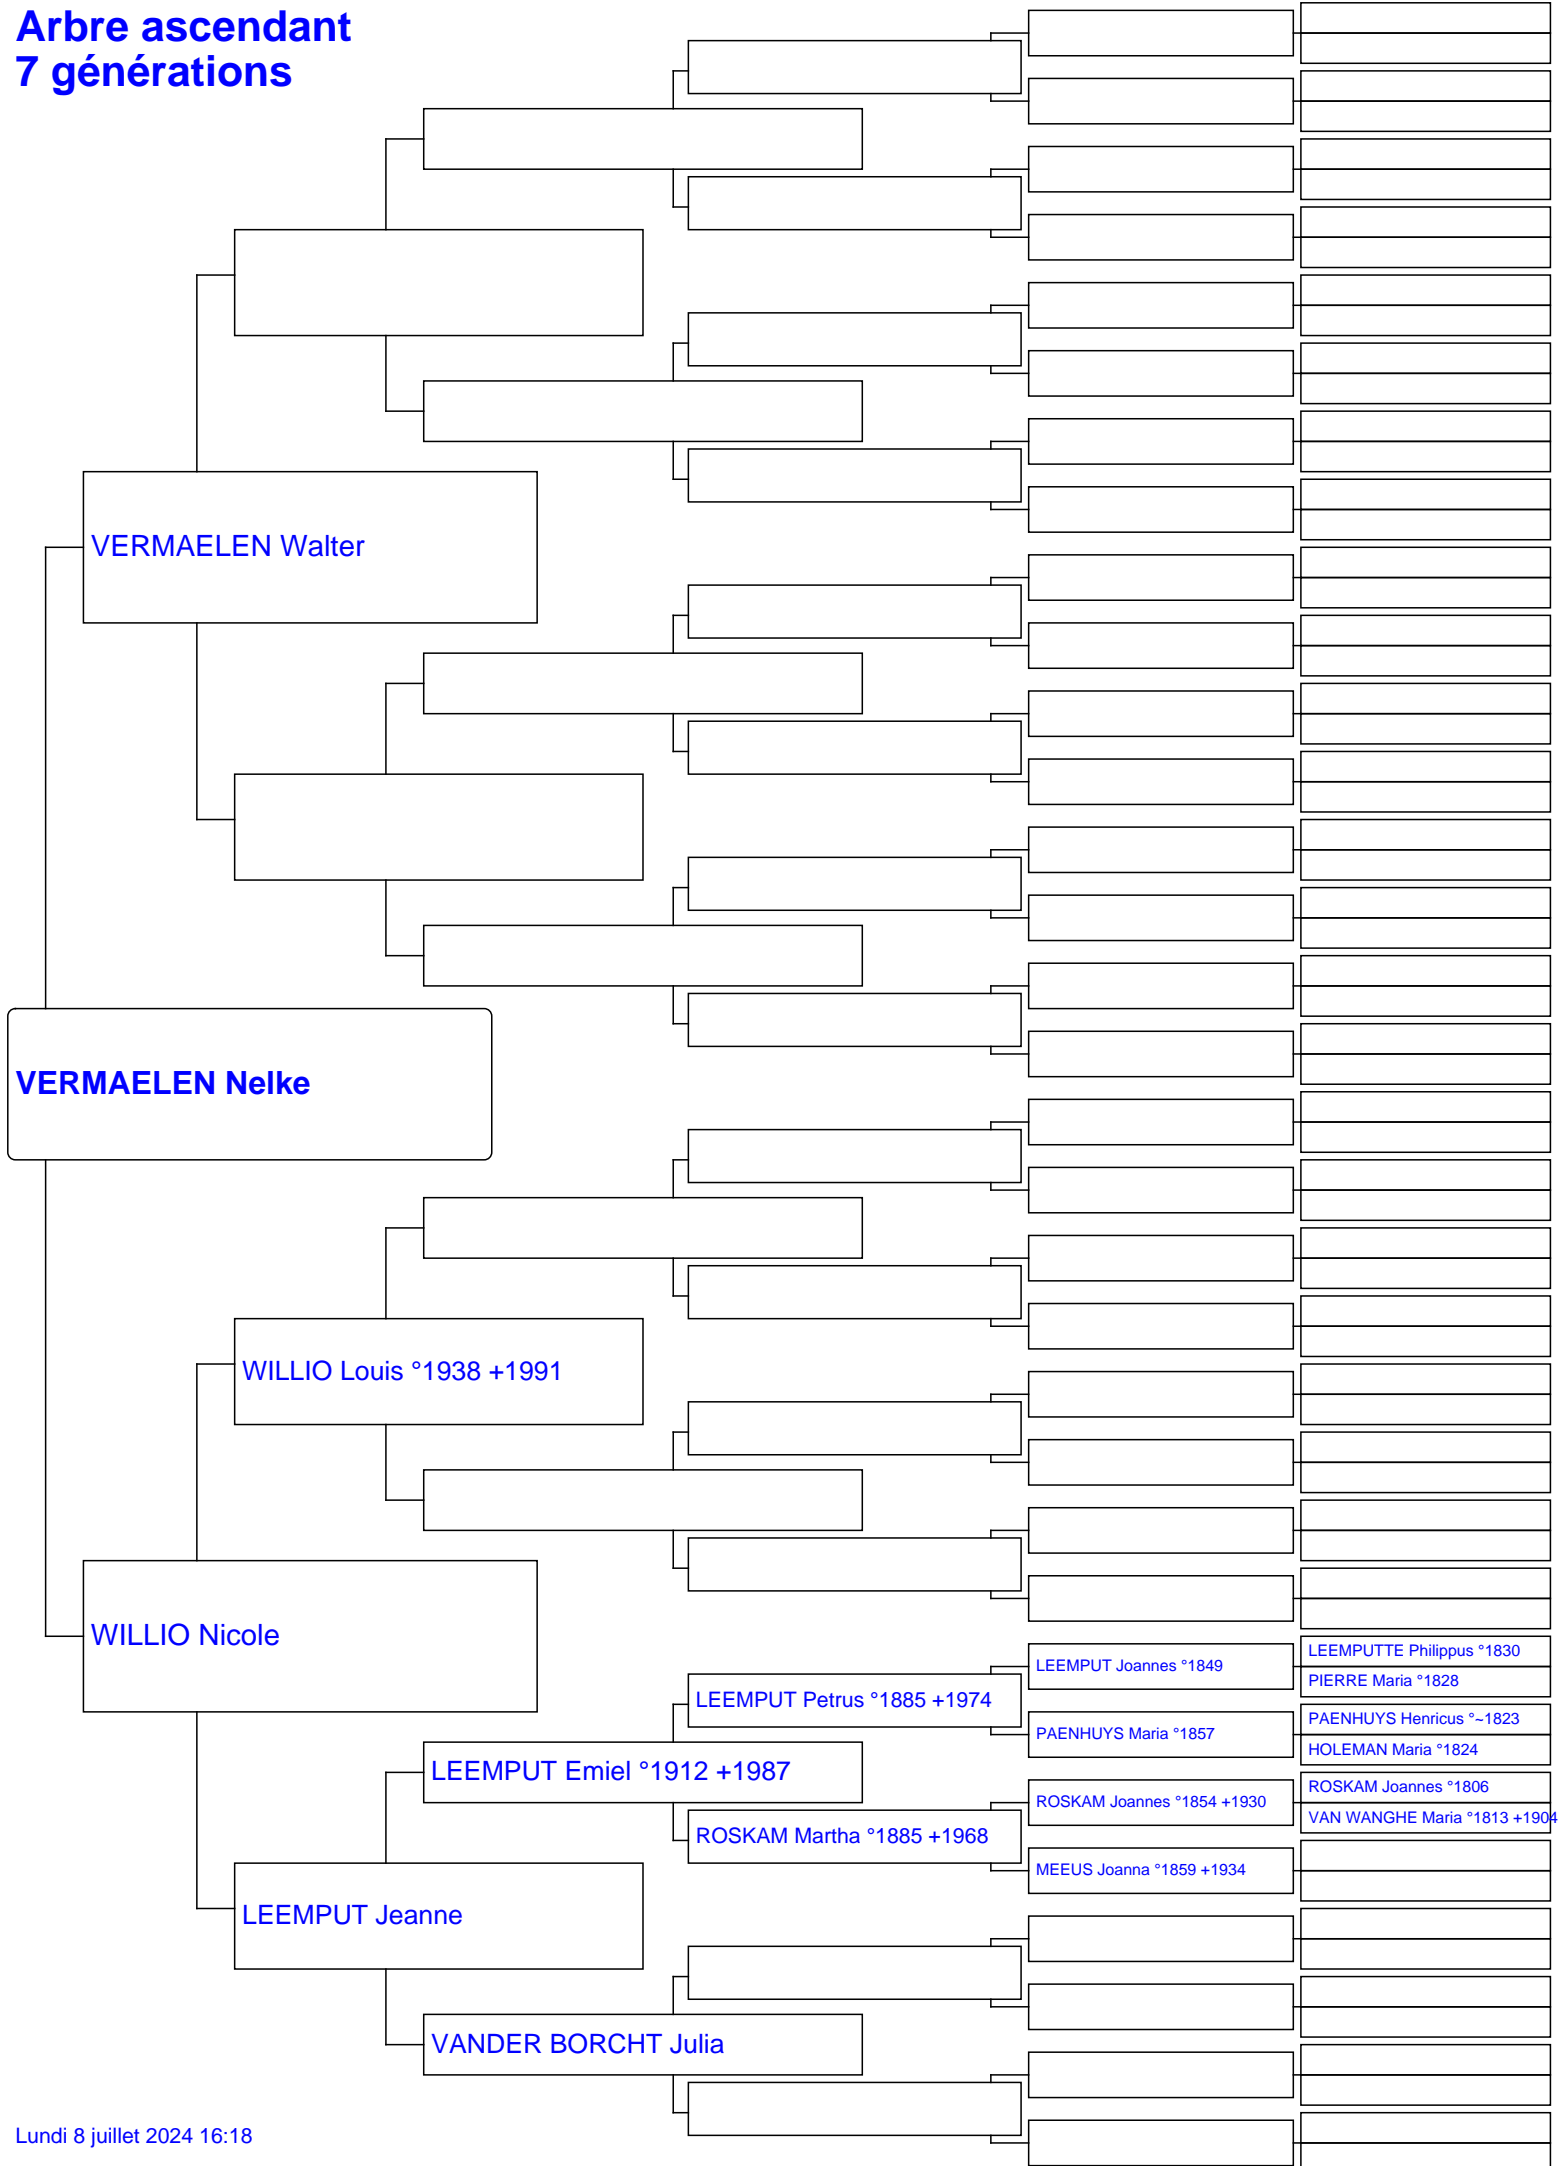 Arbre ascendant
7 générations
VERMAELEN Walter
VERMAELEN Nelke
WILLIO Louis °1938 +1991
WILLIO Nicole
LEEMPUT Joannes °1849
LEEMPUTTE Philippus °1830
PIERRE Maria °1828
LEEMPUT Petrus °1885 +1974
PAENHUYS Maria °1857
PAENHUYS Henricus °~1823
HOLEMAN Maria °1824
LEEMPUT Emiel °1912 +1987
ROSKAM Joannes °1854 +1930
ROSKAM Joannes °1806
VAN WANGHE Maria °1813 +1904
ROSKAM Martha °1885 +1968
MEEUS Joanna °1859 +1934
LEEMPUT Jeanne
VANDER BORCHT Julia
Lundi 8 juillet 2024 16:18